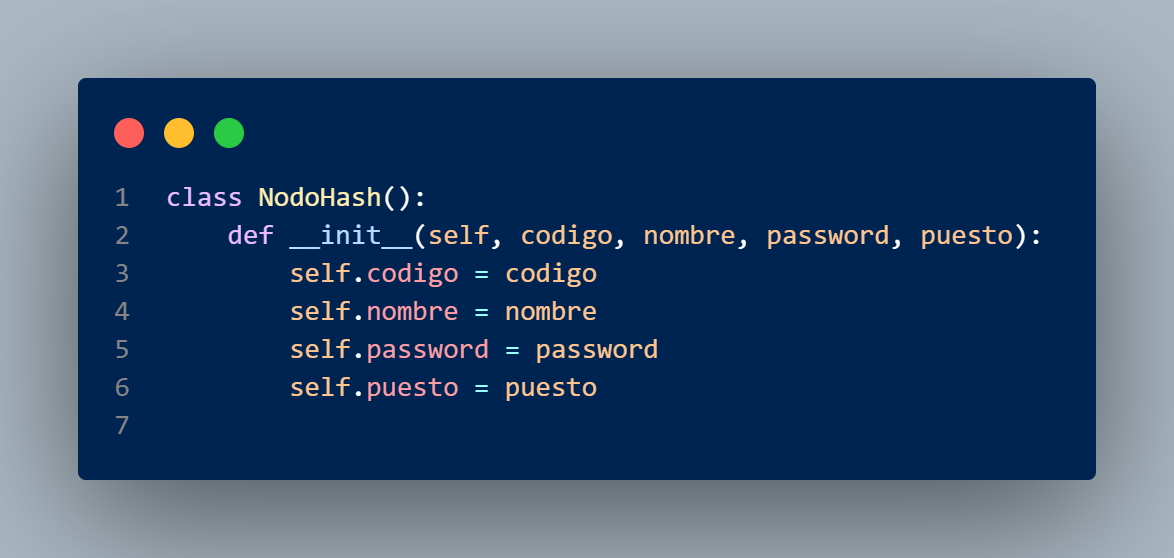 1 class NodoHash():
2     def __init__(self, codigo, nombre, password, puesto):
3         self.codigo = codigo
4         self.nombre = nombre
5         self.password = password
6         self.puesto = puesto
7